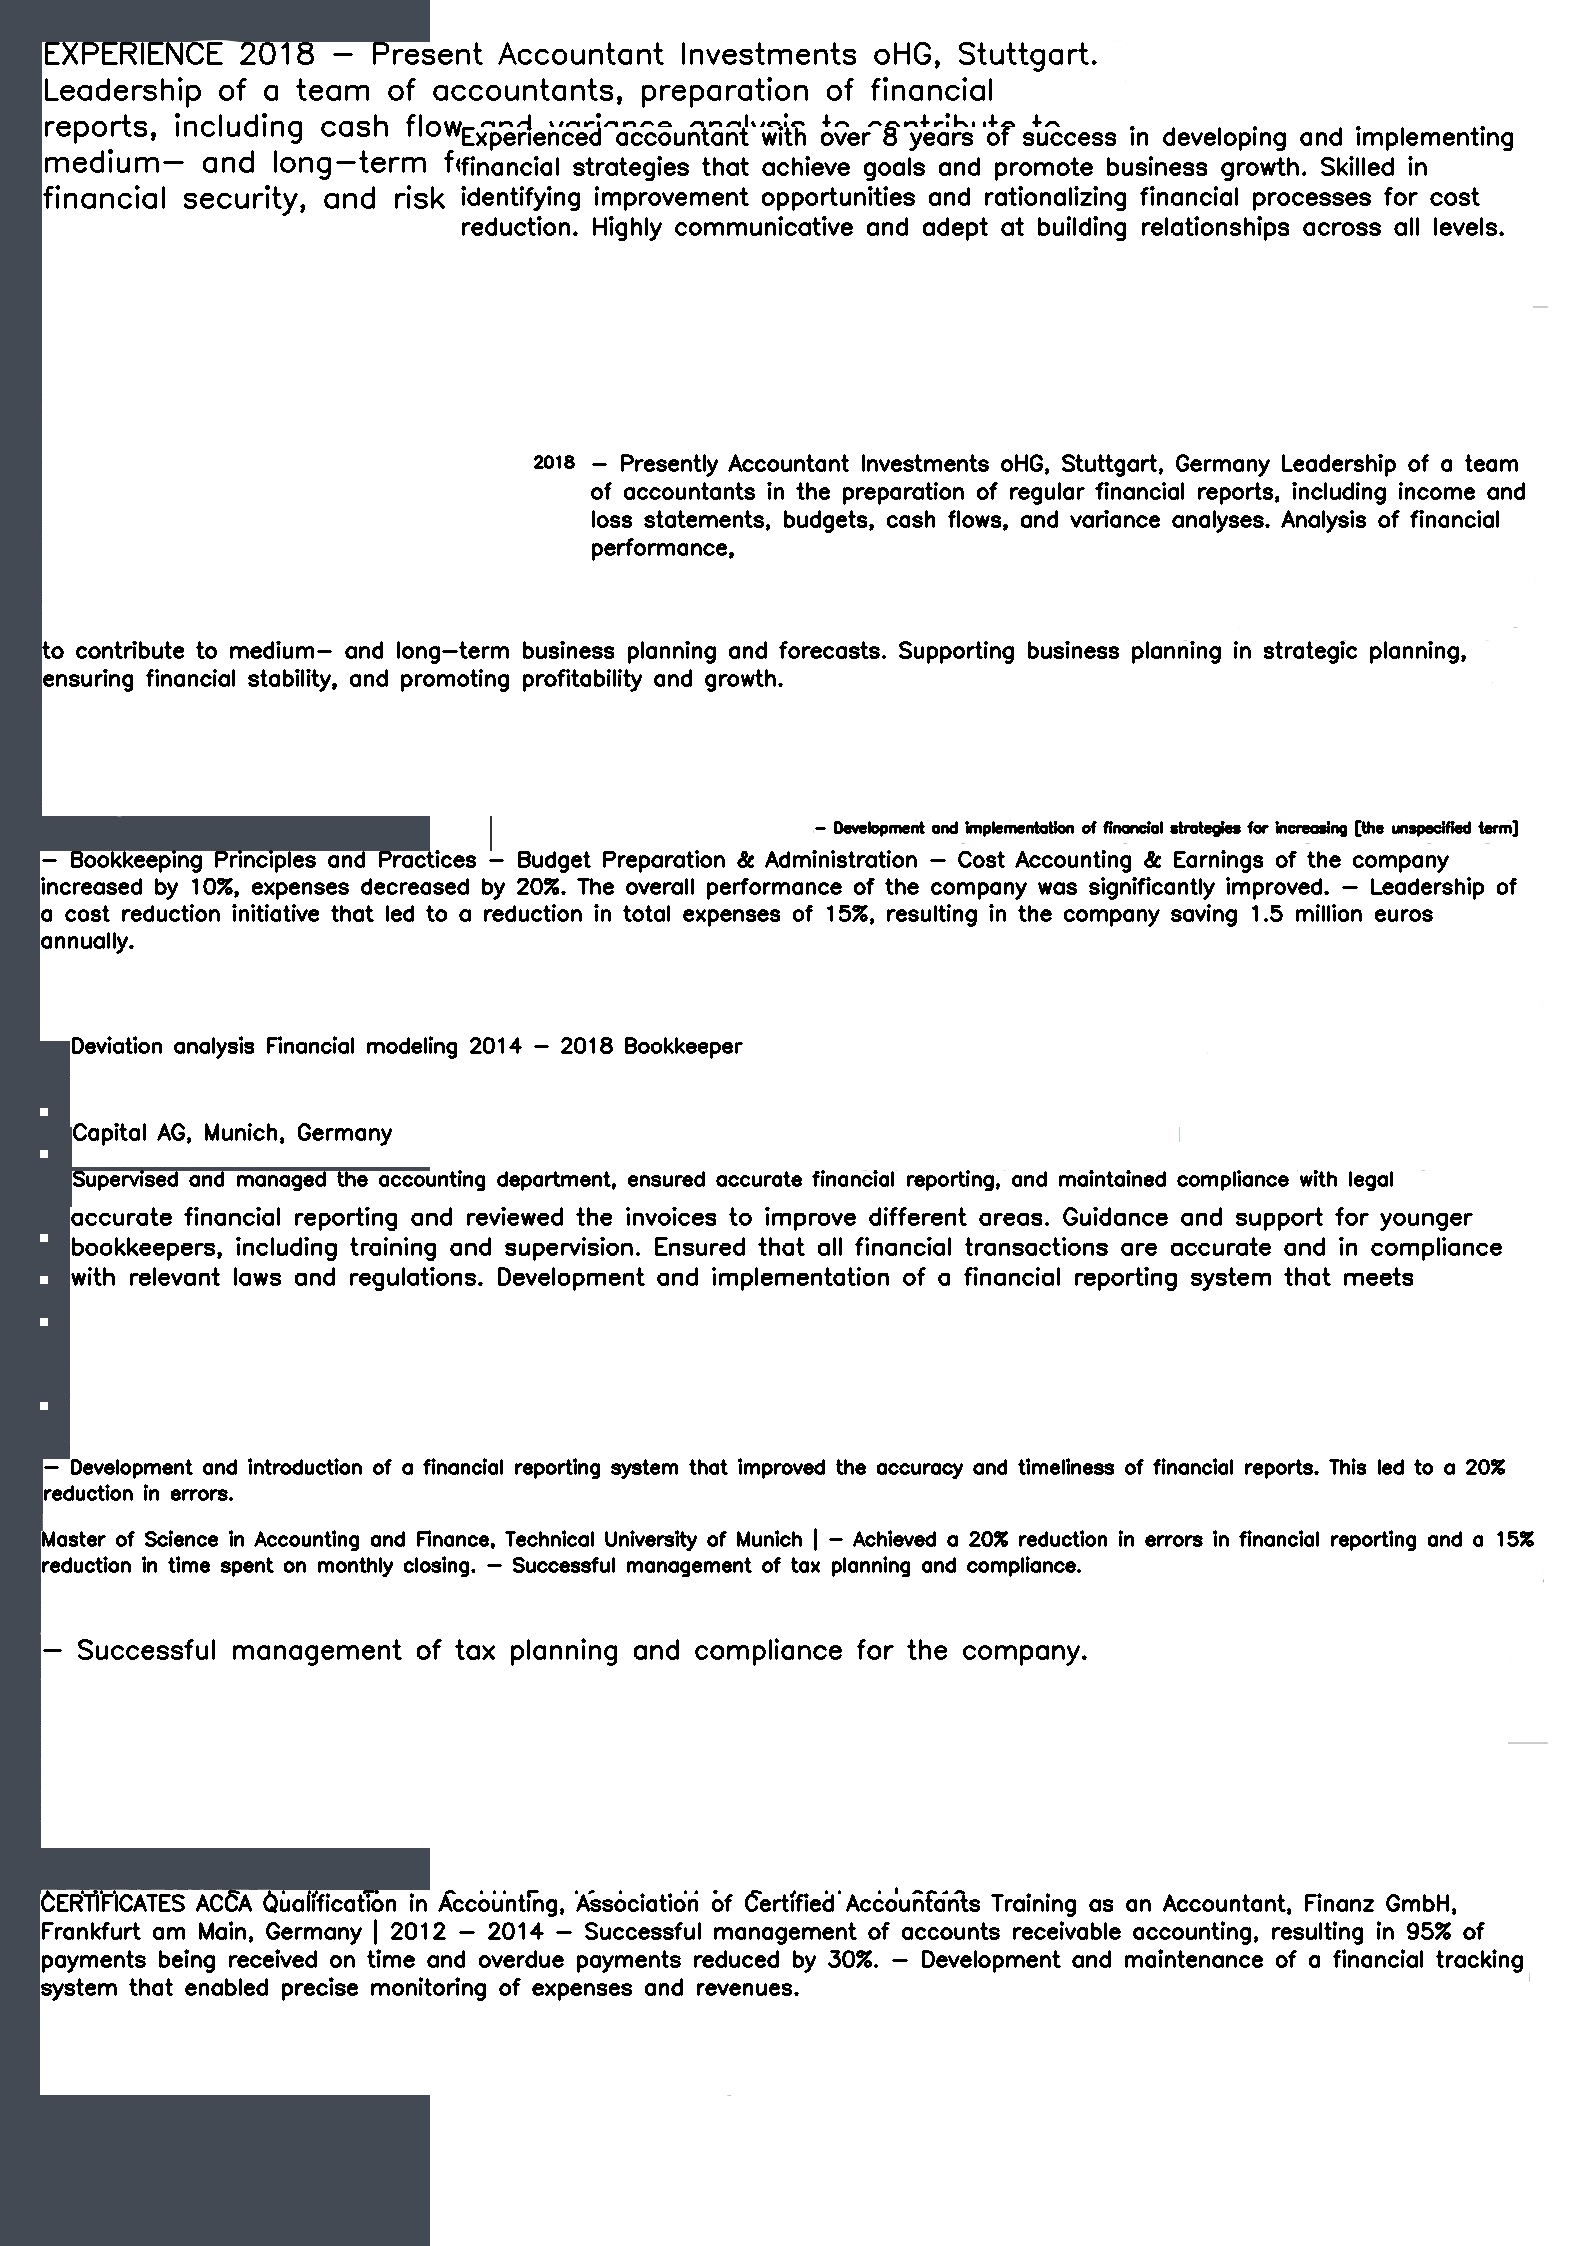 EXPERIENCE 2018 – Present Accountant Investments oHG, Stuttgart.
Leadership of a team of accountants, preparation of financial
reports, including cash flow and variance analysis to contribute to
Experienced accountant with over 8 years of success in developing and implementing
medium– and long–term
financial strategies that achieve goals and promote business growth. Skilled in
financial security, and risk
identifying improvement opportunities and rationalizing financial processes for cost
reduction. Highly communicative and adept at building relationships across all levels.
2018 – Presently Accountant Investments oHG, Stuttgart, Germany Leadership of a team
of accountants in the preparation of regular financial reports, including income and
loss statements, budgets, cash flows, and variance analyses. Analysis of financial
performance,
to contribute to medium– and long–term business planning and forecasts. Supporting business planning in strategic planning,
ensuring financial stability, and promoting profitability and growth.
– Development and implementation of financial strategies for increasing [the unspecified term]
– Bookkeeping Principles and Practices – Budget Preparation & Administration – Cost Accounting & Earnings of the company
increased by 10%, expenses decreased by 20%. The overall performance of the company was significantly improved. – Leadership of
a cost reduction initiative that led to a reduction in total expenses of 15%, resulting in the company saving 1.5 million euros
annually.
Deviation analysis Financial modeling 2014 – 2018 Bookkeeper
Capital AG, Munich, Germany
Supervised and managed the accounting department, ensured accurate financial reporting, and maintained compliance with legal
accurate financial reporting and reviewed the invoices to improve different areas. Guidance and support for younger
bookkeepers, including training and supervision. Ensured that all financial transactions are accurate and in compliance
with relevant laws and regulations. Development and implementation of a financial reporting system that meets
– Development and introduction of a financial reporting system that improved the accuracy and timeliness of financial reports. This led to a 20%
reduction in errors.
Master of Science in Accounting and Finance, Technical University of Munich | – Achieved a 20% reduction in errors in financial reporting and a 15%
reduction in time spent on monthly closing. – Successful management of tax planning and compliance.
– Successful management of tax planning and compliance for the company.
CERTIFICATES ACCA Qualification in Accounting, Association of Certified Accountants Training as an Accountant, Finanz GmbH,
Frankfurt am Main, Germany | 2012 – 2014 – Successful management of accounts receivable accounting, resulting in 95% of
payments being received on time and overdue payments reduced by 30%. – Development and maintenance of a financial tracking
system that enabled precise monitoring of expenses and revenues.